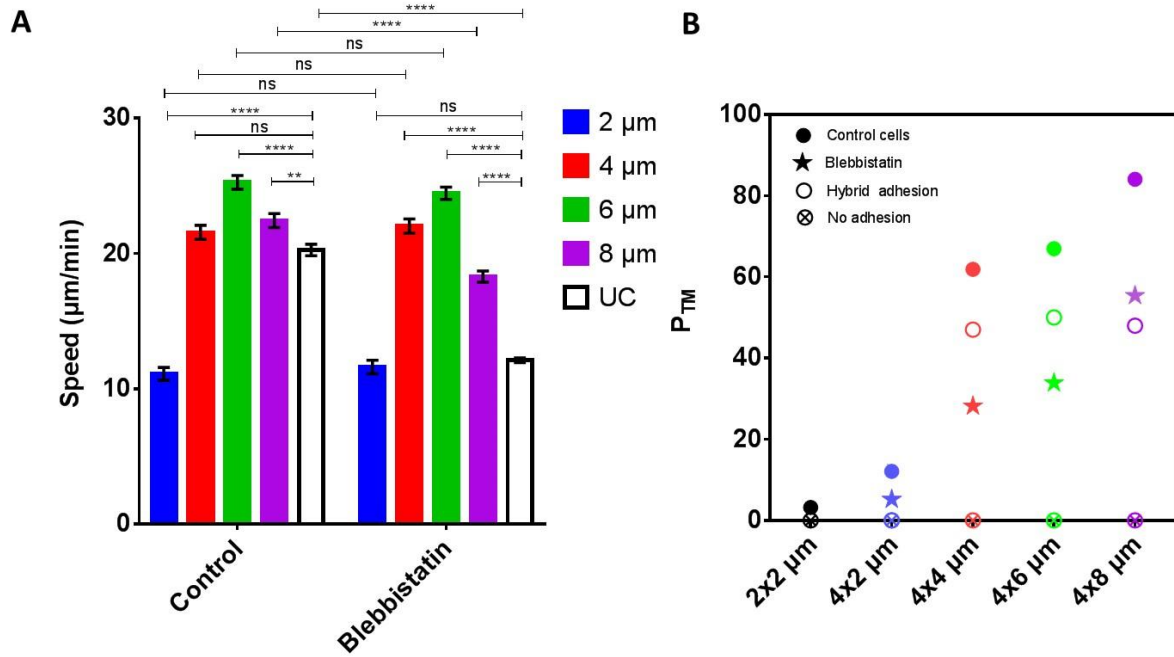 A
****
****
ns
ns
ns
****
ns
****
**
ns
****
****
****
30
20
10
0
Speed (µm/min)
Control
Blebbistatin
2 µm
4 µm
6 µm
8 µm
UC
B
100
80
60
40
20
0
P_TM
Control cells
Blebbistatin
Hybrid adhesion
No adhesion
2x2 µm
4x2 µm
4x4 µm
4x6 µm
4x8 µm